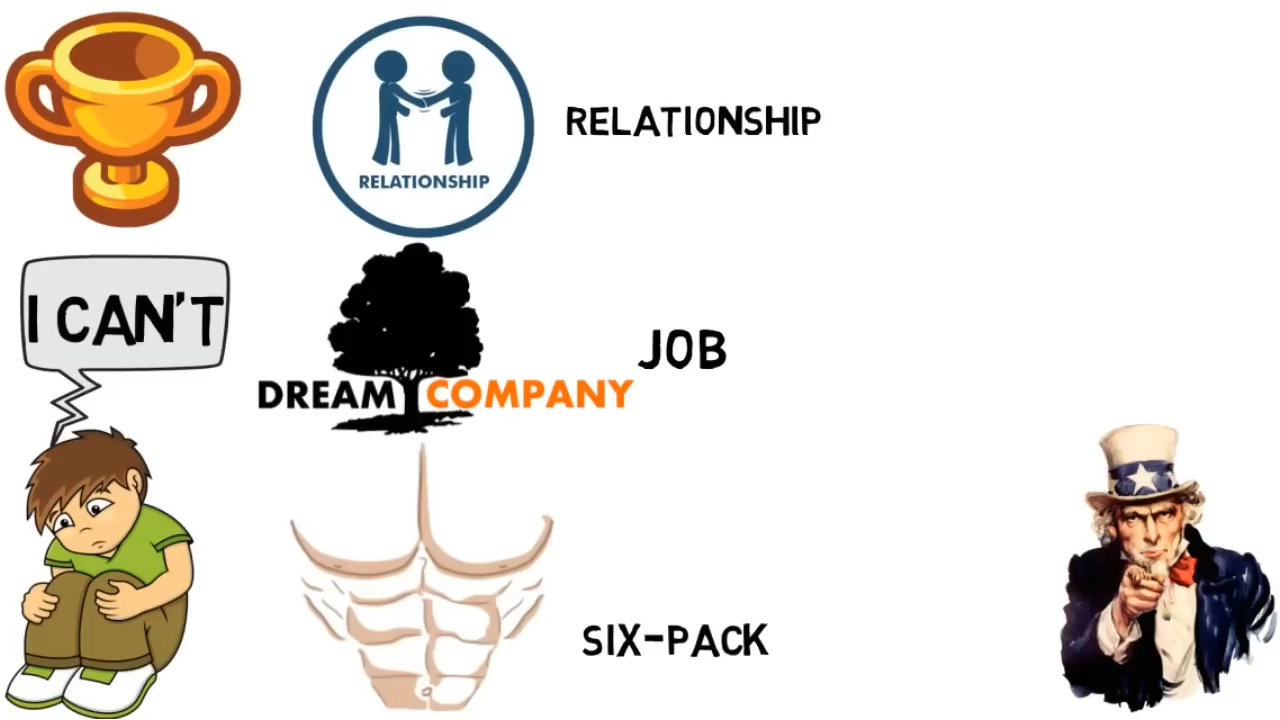 RELATIONSHIP
RELATIONSHIP
I CAN'T
JOB
DREAM COMPANY
SIX-PACK